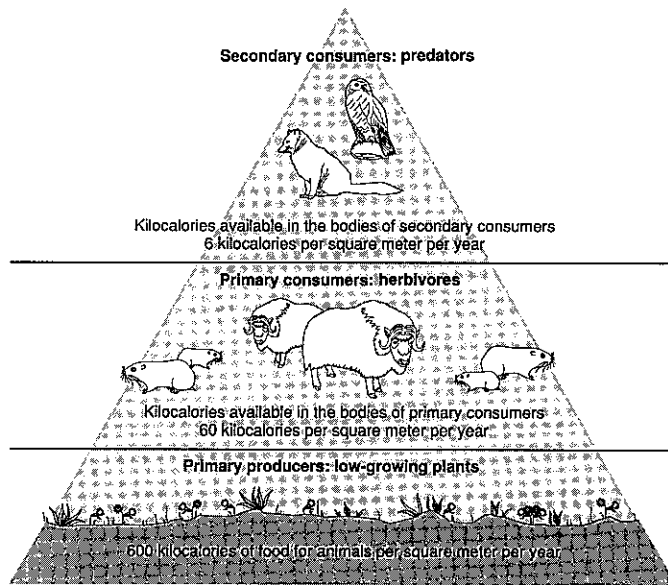 Secondary consumers: predators
Kilocalories available in the bodies of secondary consumers
6 kilocalories per square meter per year
Primary consumers: herbivores
Kilocalories available in the bodies of primary consumers
60 kilocalories per square meter per year
Primary producers: low-growing plants
600 kilocalories of food for animals per square meter per year